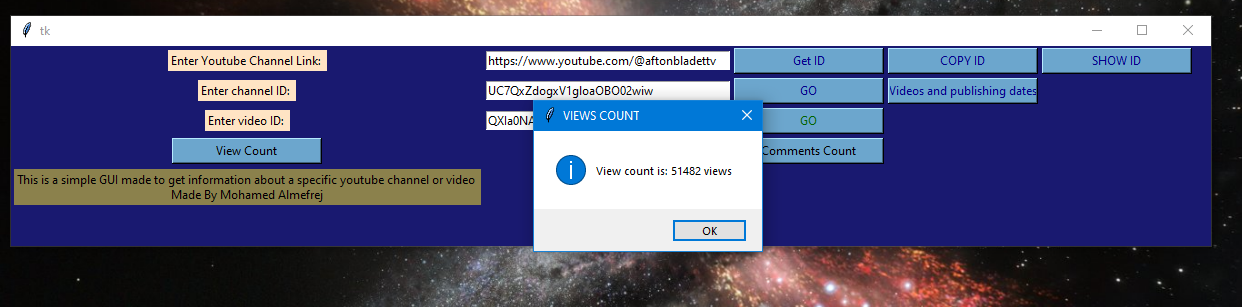 tk
Enter Youtube Channel Link:
https://www.youtube.com/@aftonbladettv
Get ID
COPY ID
SHOW ID
Enter channel ID:
UC7QxZdogxV1gloaOBO02wiw
GO
Videos and publishing dates
Enter video ID:
GO
View Count
Comments Count
This is a simple GUI made to get information about a specific youtube channel or video
Made By Mohamed Almefrej
VIEWS COUNT
View count is: 51482 views
OK